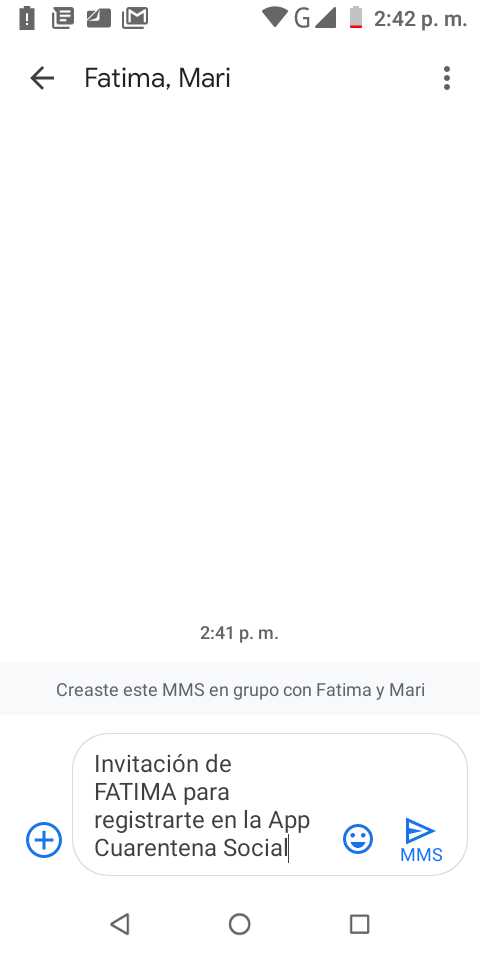 G 2:42 p. m.
Fatima, Mari
2:41 p. m.
Creaste este MMS en grupo con Fatima y Mari
Invitación de
FATIMA para
registrarte en la App
Cuarentena Social
MMS